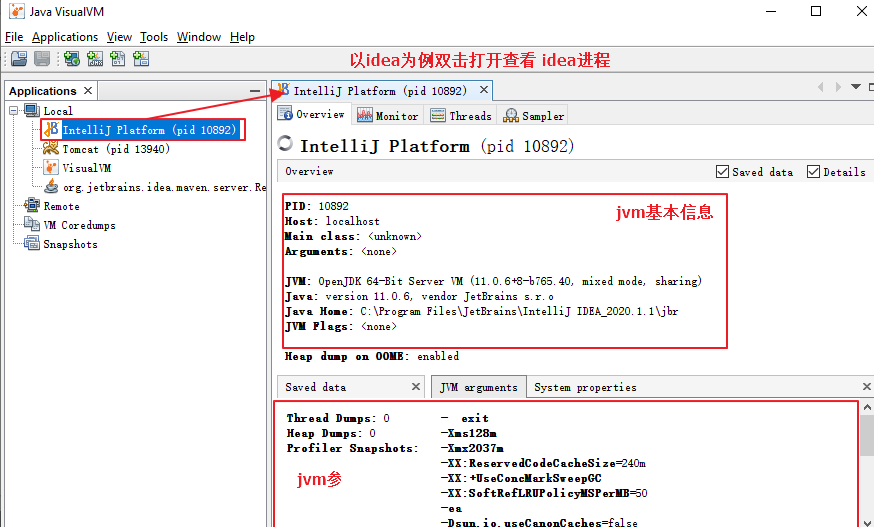 Java VisualVM
File Applications View Tools Window Help
以idea为例双击打开查看 idea进程
Applications
Local
IntelliJ Platform (pid 10892)
Tomcat (pid 13940)
VisualVM
org.jetbrains.idea.maven.server.Re
Remote
VM Coredumps
Snapshots
IntelliJ Platform (pid 10892)
Overview Monitor Threads Sampler
IntelliJ Platform (pid 10892)
Overview Saved data Details
jvm基本信息
PID: 10892
Host: localhost
Main class: <unknown>
Arguments: <none>
JVM: OpenJDK 64-Bit Server VM (11.0.6+8-b765.40, mixed mode, sharing)
Java: version 11.0.6, vendor JetBrains s.r.o
Java Home: C:\Program Files\JetBrains\IntelliJ IDEA_2020.1.1\jbr
JVM Flags: <none>
Heap dump on OOME: enabled
Saved data JVM arguments System properties
Thread Dumps: 0
Heap Dumps: 0
Profiler Snapshots:
jvm参
- exit
-Xms128m
-Xmx2037m
-XX:ReservedCodeCacheSize=240m
-XX:+UseConcMarkSweepGC
-XX:SoftRefLRUPolicyMSPerMB=50
-ea
-Dsun.io.useCanonCaches=false